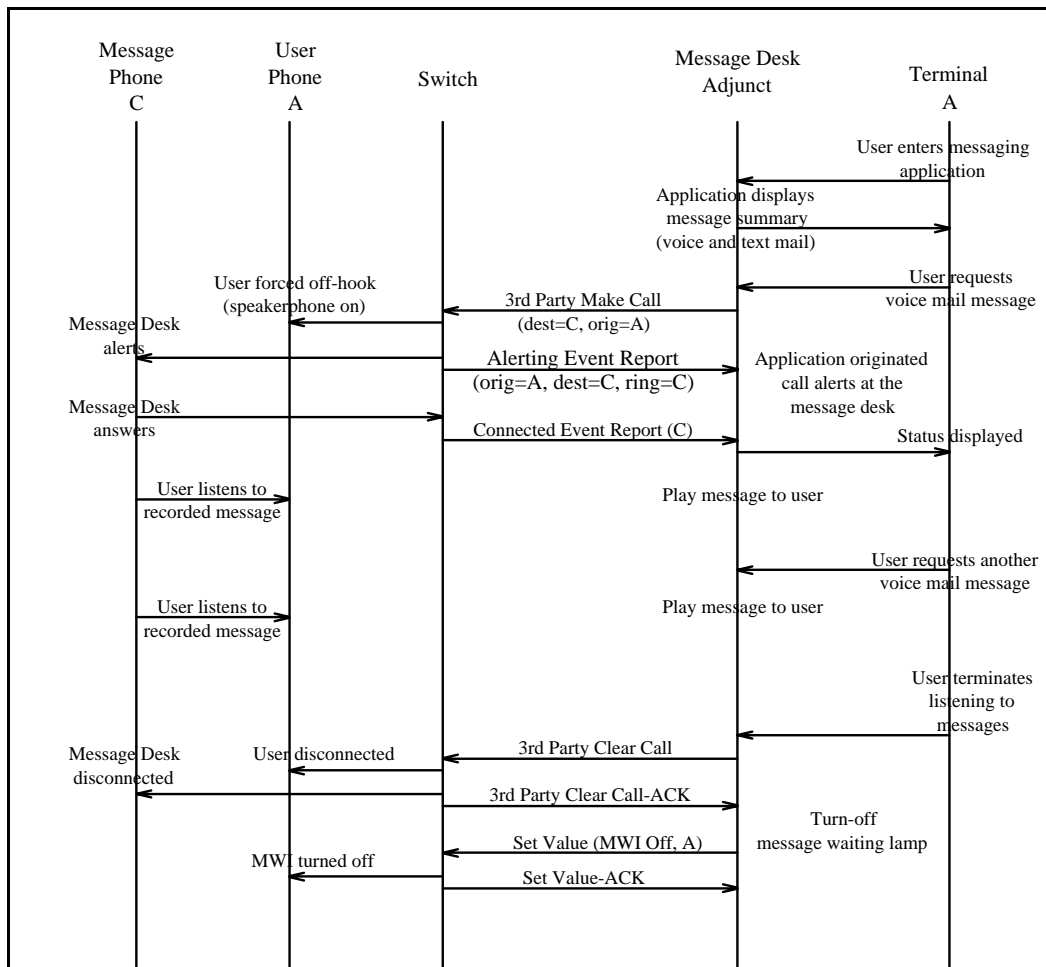 Message
Phone
C
User
Phone
A
Switch
Message Desk
Adjunct
Terminal
A
User enters messaging
application
Application displays
message summary
(voice and text mail)
User requests
voice mail message
User forced off-hook
(speakerphone on)
3rd Party Make Call
(dest=C, orig=A)
Message Desk
alerts
Alerting Event Report
(orig=A, dest=C, ring=C)
Application originated
call alerts at the
message desk
Message Desk
answers
Connected Event Report (C)
Status displayed
User listens to
recorded message
Play message to user
User requests another
voice mail message
User listens to
recorded message
Play message to user
User terminates
listening to
messages
Message Desk
disconnected
User disconnected
3rd Party Clear Call
3rd Party Clear Call-ACK
Turn-off
message waiting lamp
Set Value (MWI Off, A)
MWI turned off
Set Value-ACK